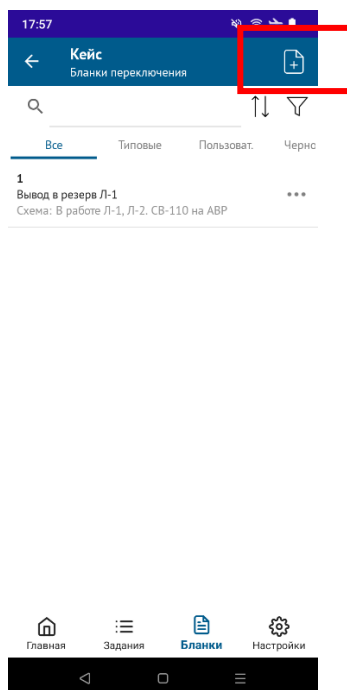 17:57
Кейс
Бланки переключения
Все Типовые Пользоват. Черно
1
Вывод в резерв Л-1
Схема: В работе Л-1, Л-2. СВ-110 на АВР
Главная Задания Бланки Настройки